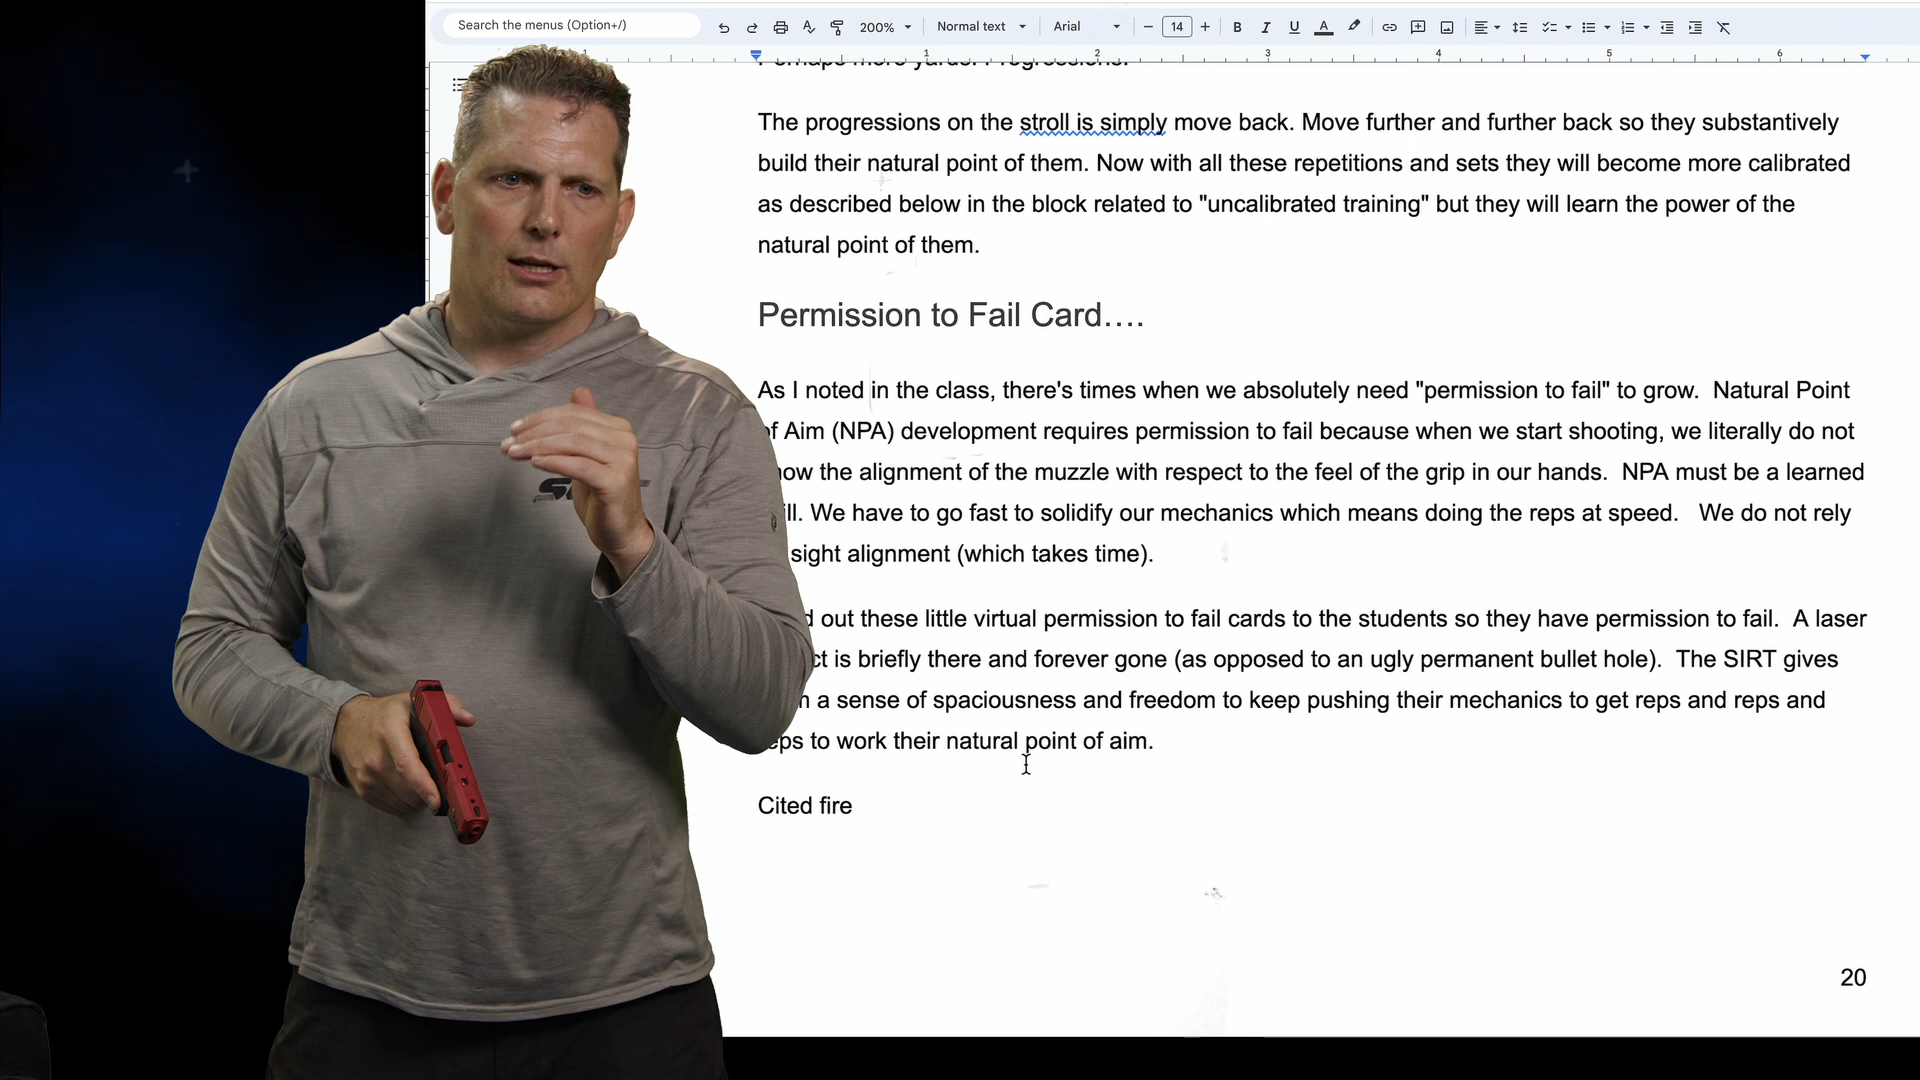 Search the menus (Option+/)
200%
Normal text
Arial
14
B
I
U
A
1
1
2
3
4
5
6
The progressions on the stroll is simply move back. Move further and further back so they substantively
build their natural point of them. Now with all these repetitions and sets they will become more calibrated
as described below in the block related to "uncalibrated training" but they will learn the power of the
natural point of them.
Permission to Fail Card….
As I noted in the class, there's times when we absolutely need "permission to fail" to grow. Natural Point
of Aim (NPA) development requires permission to fail because when we start shooting, we literally do not
the alignment of the muzzle with respect to the feel of the grip in our hands. NPA must be a learned
We have to go fast to solidify our mechanics which means doing the reps at speed. We do not rely
sight alignment (which takes time).
out these little virtual permission to fail cards to the students so they have permission to fail. A laser
is briefly there and forever gone (as opposed to an ugly permanent bullet hole). The SIRT gives
a sense of spaciousness and freedom to keep pushing their mechanics to get reps and reps and
reps to work their natural point of aim.
Cited fire
20